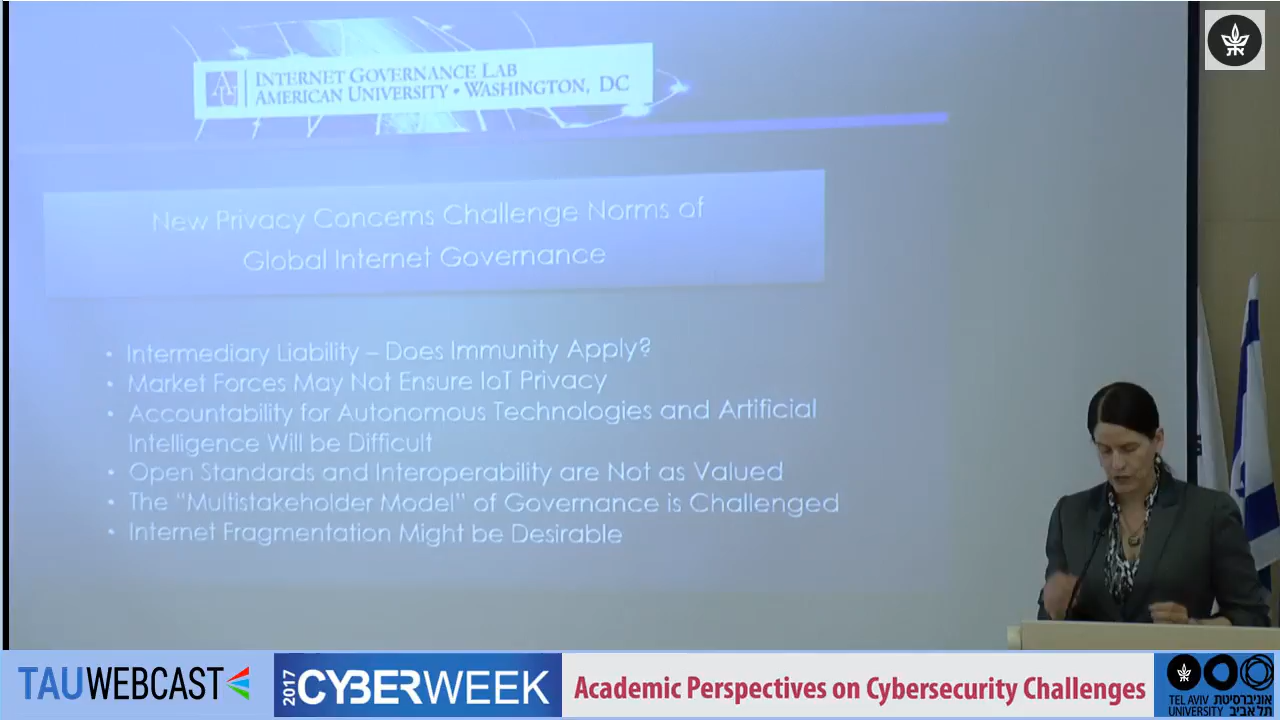 INTERNET GOVERNANCE LAB
AMERICAN UNIVERSITY • WASHINGTON, DC
New Privacy Concerns Challenge Norms of
Global Internet Governance
• Intermediary Liability – Does Immunity Apply?
• Market Forces May Not Ensure IoT Privacy
• Accountability for Autonomous Technologies and Artificial
Intelligence Will be Difficult
• Open Standards and Interoperability are Not as Valued
• The “Multistakeholder Model” of Governance is Challenged
• Internet Fragmentation Might be Desirable
TAUWEBCAST
2017 CYBERWEEK
Academic Perspectives on Cybersecurity Challenges
TEL AVIV אוניברסיטת
UNIVERSITY תל אביב